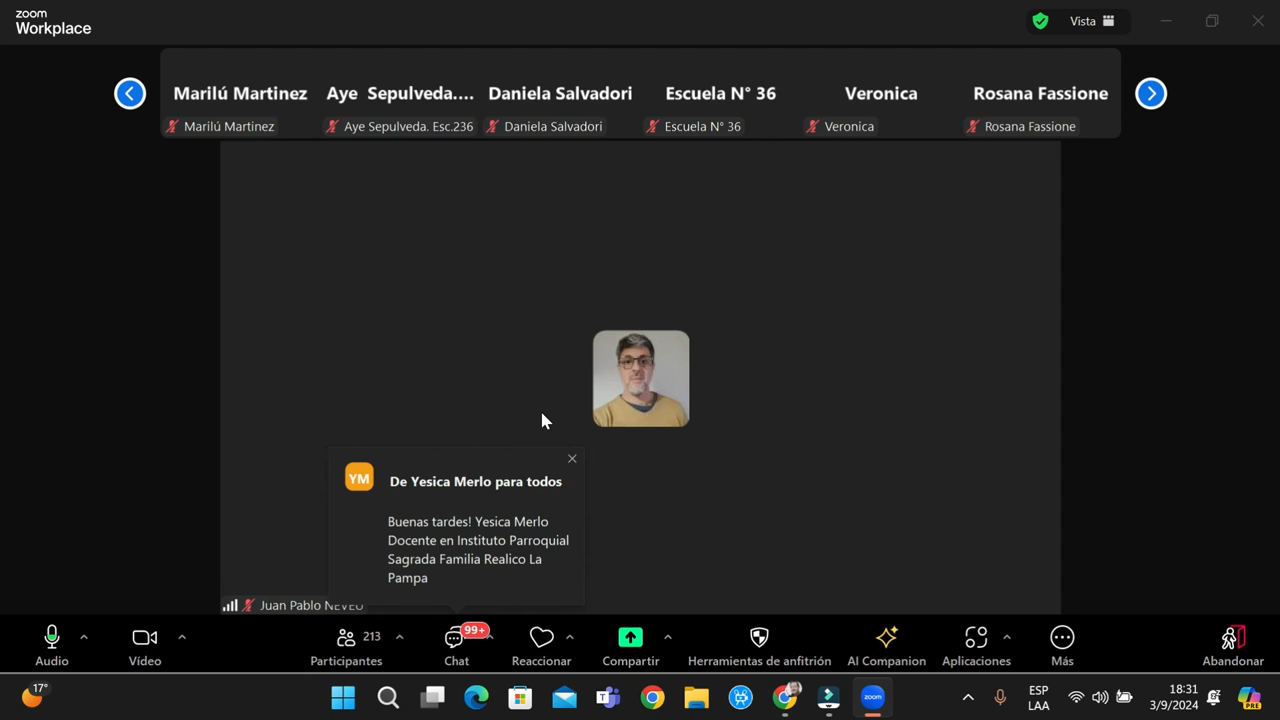 zoom
Workplace
Vista
Marilú Martinez
Aye Sepulveda....
Daniela Salvadori
Escuela N° 36
Veronica
Rosana Fassione
Marilú Martinez
Aye Sepulveda. Esc.236
Daniela Salvadori
Escuela N° 36
Veronica
Rosana Fassione
YM
De Yesica Merlo para todos
Buenas tardes! Yesica Merlo
Docente en Instituto Parroquial
Sagrada Familia Realico La
Pampa
Juan Pablo NEVEU
213
99+
Audio
Vídeo
Participantes
Chat
Reaccionar
Compartir
Herramientas de anfitrión
AI Companion
Aplicaciones
Más
Abandonar
17°
zoom
ESP
LAA
18:31
3/9/2024
PRE